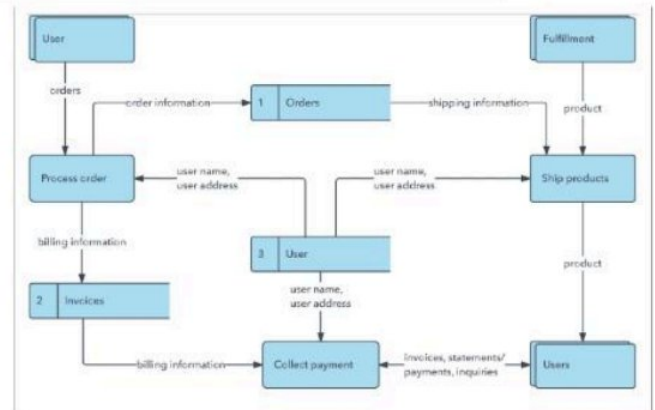 User
Fulfillment
orders
order information
1 Orders
shipping information
product
Process order
user name,
user address
user name,
user address
Ship products
billing information
3 User
product
2 Invoices
user name,
user address
billing information
Collect payment
invoices, statements/
payments, inquiries
Users